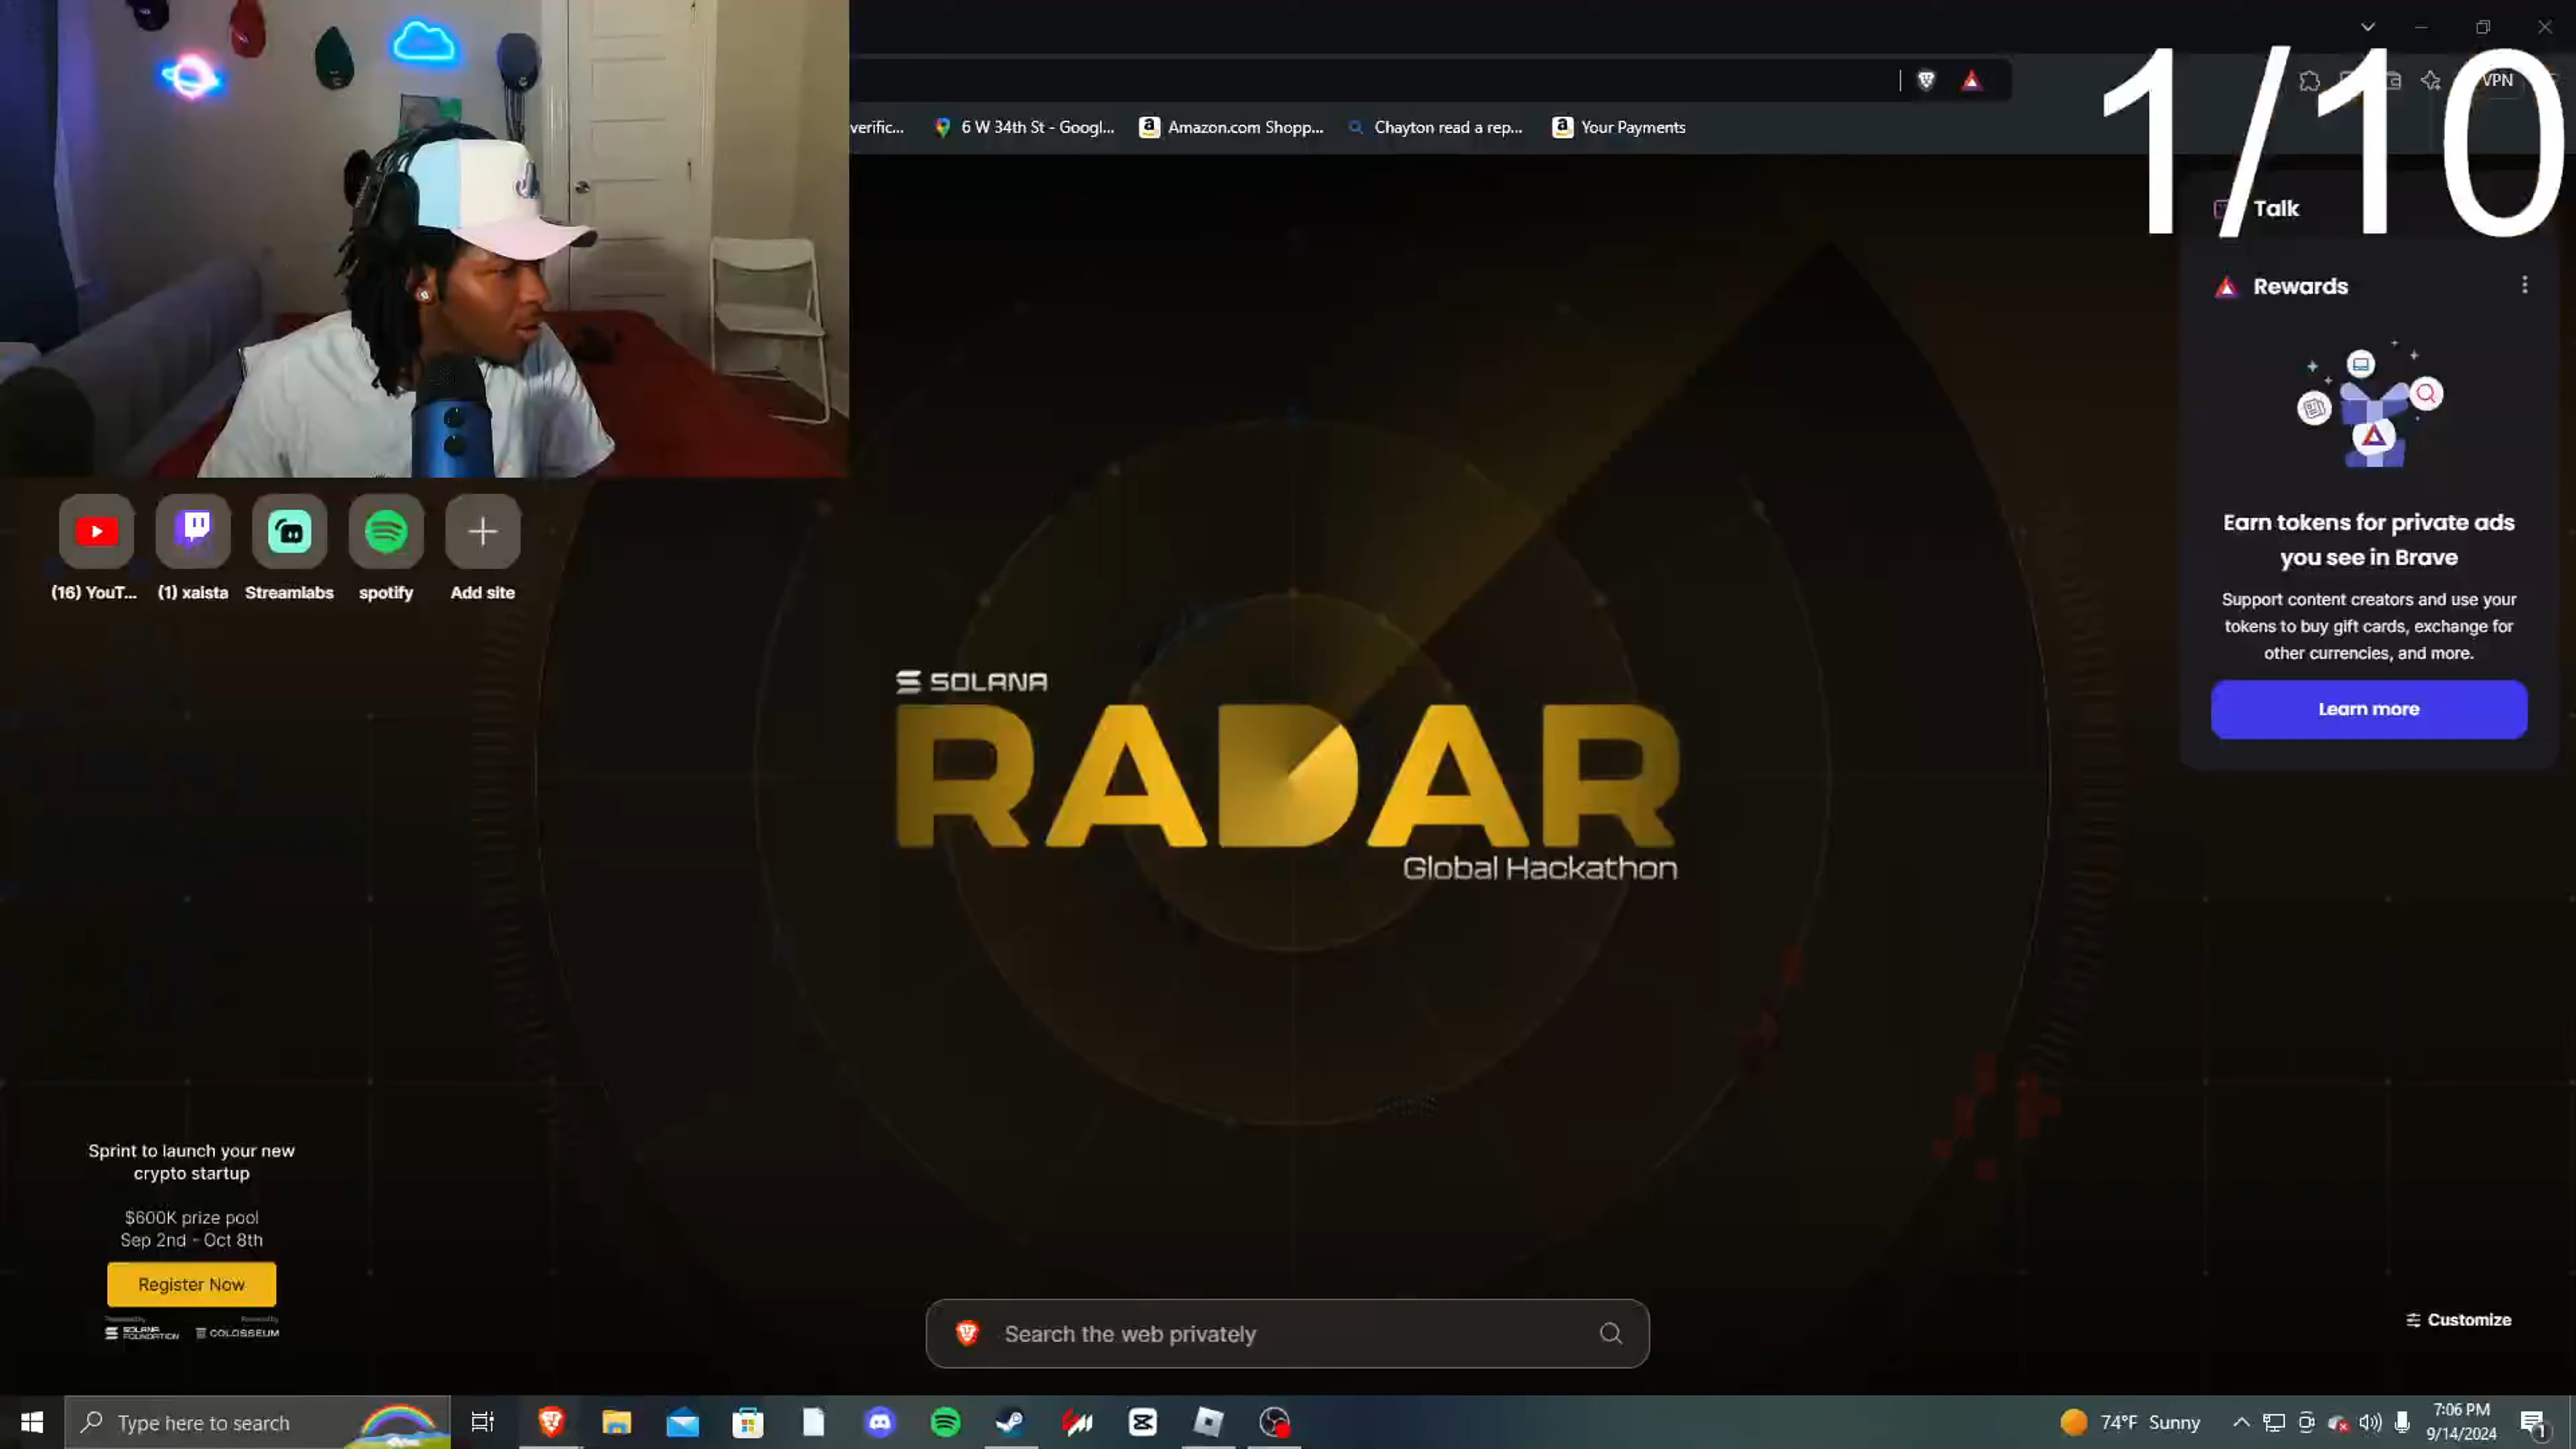 1/10
VPN
verific...
6 W 34th St - Googl...
Amazon.com Shopp...
Chayton read a rep...
Your Payments
Talk
Rewards
Earn tokens for private ads
you see in Brave
Support content creators and use your
tokens to buy gift cards, exchange for
other currencies, and more.
Learn more
(16) YouT...
(1) xaista
Streamlabs
spotify
Add site
SOLANA
RADAR
Global Hackathon
Sprint to launch your new
crypto startup
$600K prize pool
Sep 2nd - Oct 8th
Register Now
SOLANA
FOUNDATION
COLOSSEUM
Search the web privately
Customize
Type here to search
74°F Sunny
7:06 PM
9/14/2024
1